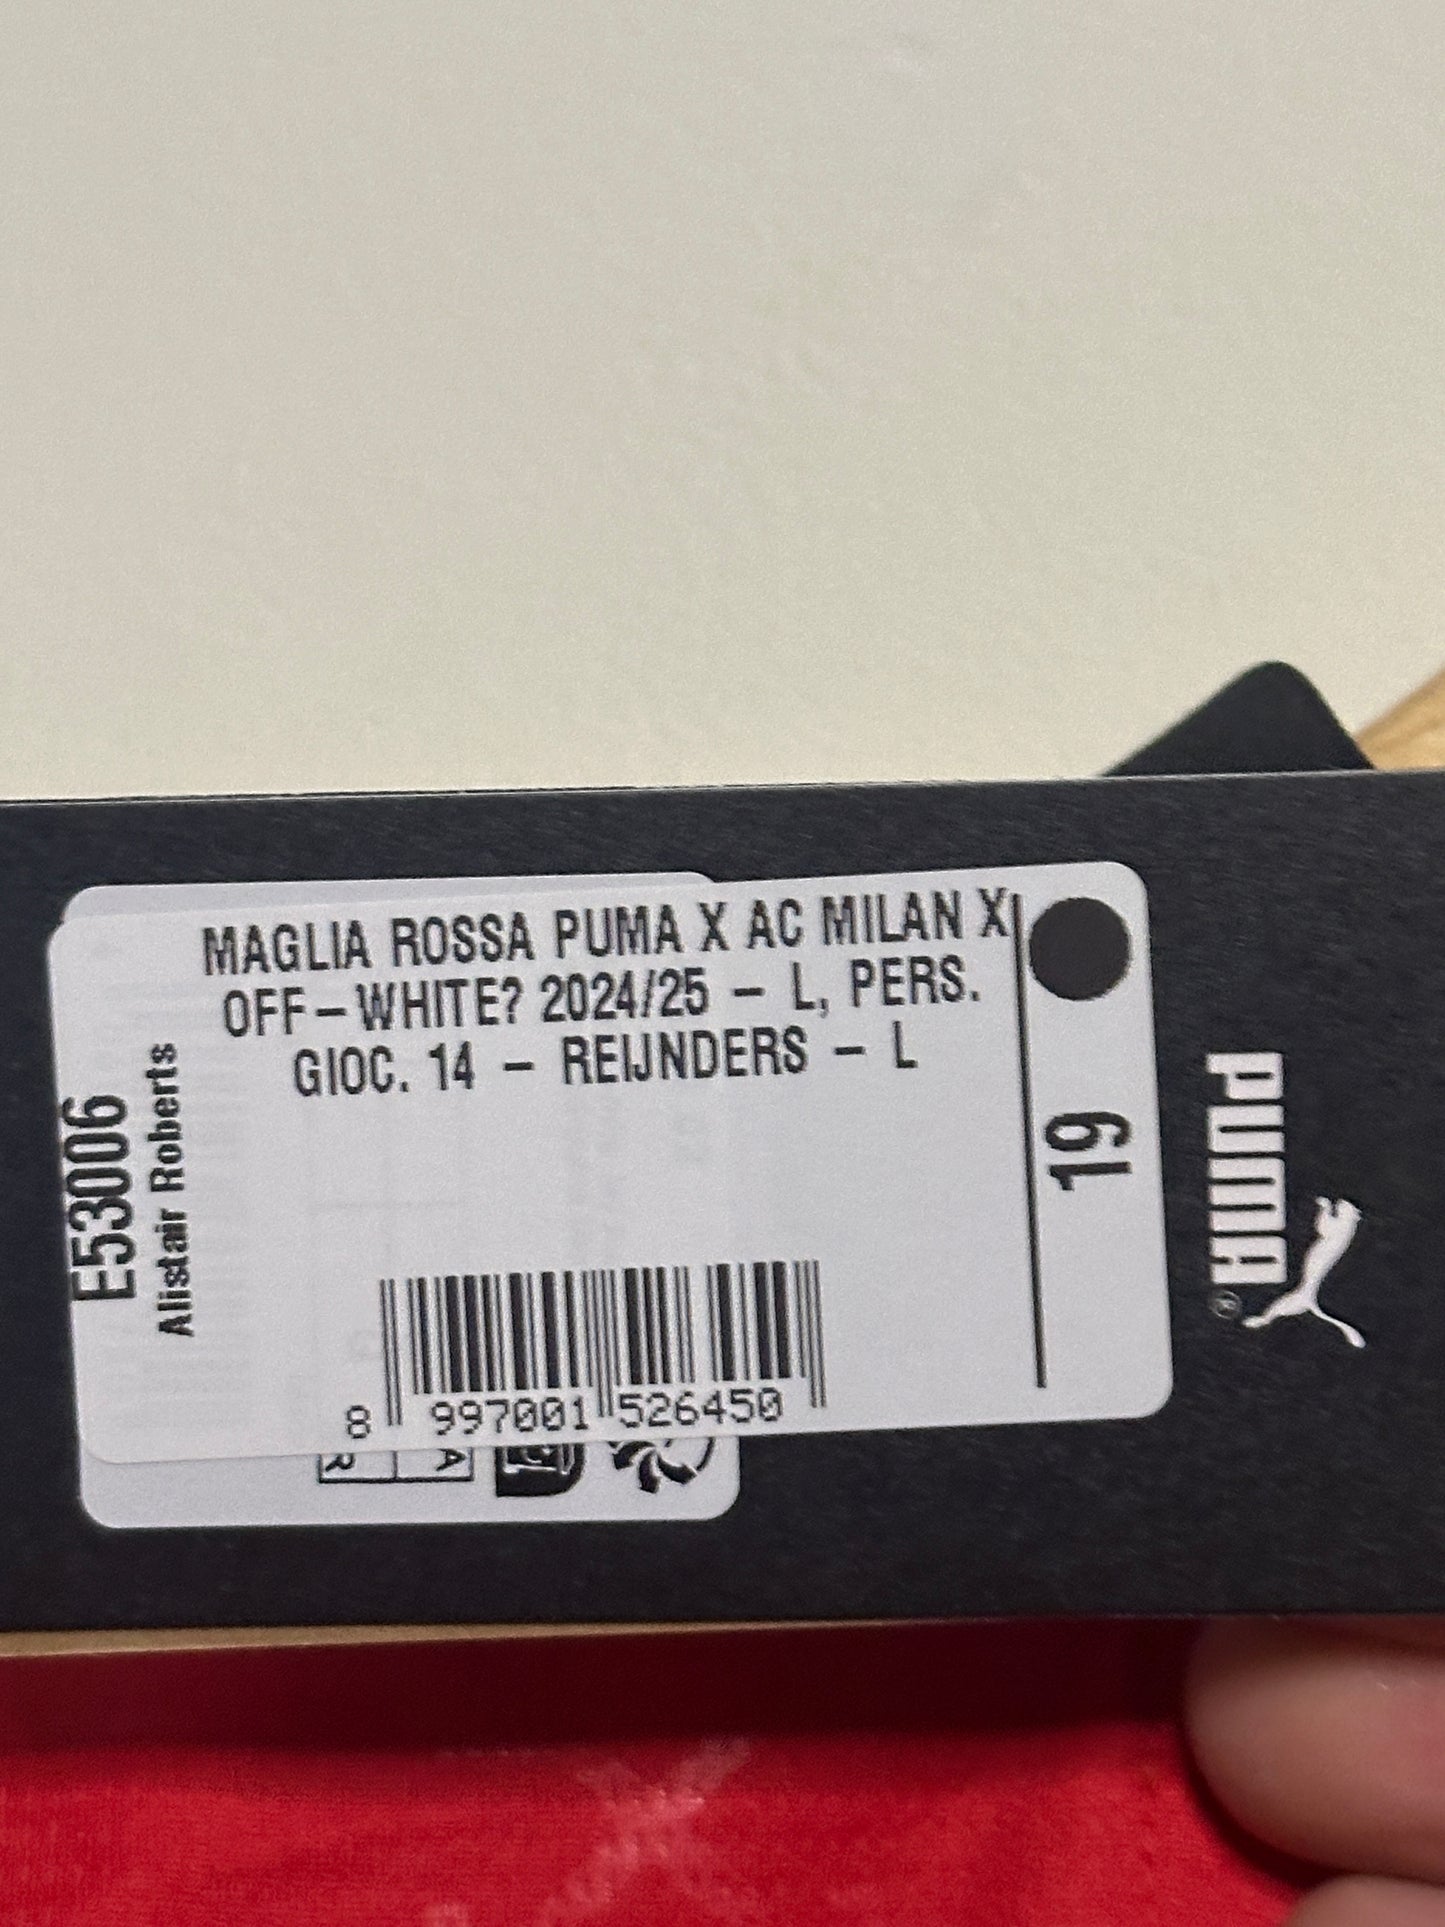 MAGLIA ROSSA PUMA X AC MILAN X
OFF-WHITE? 2024/25 - L, PERS.
GIOC. 14 - REIJNDERS - L
E53006
Alistair Roberts
19
8 997001 526450
R
A
PUMA®